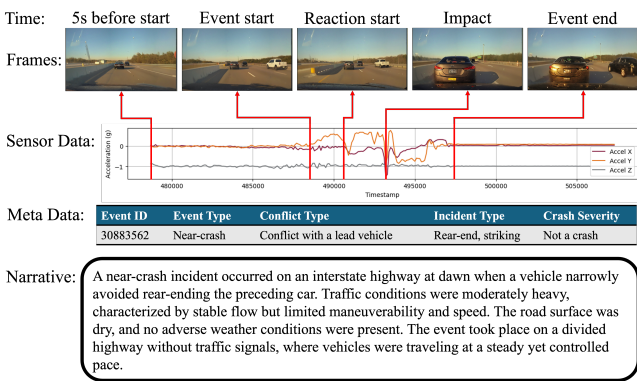 Time: 5s before start Event start Reaction start Impact Event end
Frames:
Sensor Data:
Acceleration (g)
0
−1
Accel X
Accel Y
Accel Z
480000 485000 490000 495000 500000 505000
Timestamp
Meta Data:
Event ID Event Type Conflict Type Incident Type Crash Severity
30883562 Near-crash Conflict with a lead vehicle Rear-end, striking Not a crash
Narrative:
A near-crash incident occurred on an interstate highway at dawn when a vehicle narrowly
avoided rear-ending the preceding car. Traffic conditions were moderately heavy,
characterized by stable flow but limited maneuverability and speed. The road surface was
dry, and no adverse weather conditions were present. The event took place on a divided
highway without traffic signals, where vehicles were traveling at a steady yet controlled
pace.